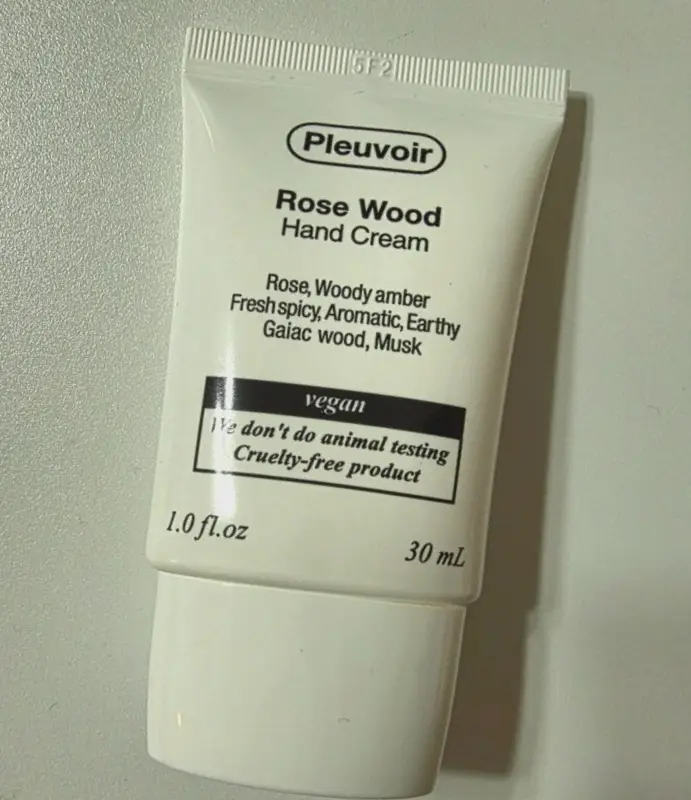 5F2
Pleuvoir
Rose Wood
Hand Cream
Rose, Woody amber
Fresh spicy, Aromatic, Earthy
Gaiac wood, Musk
vegan
We don't do animal testing
Cruelty-free product
1.0 fl.oz
30 mL